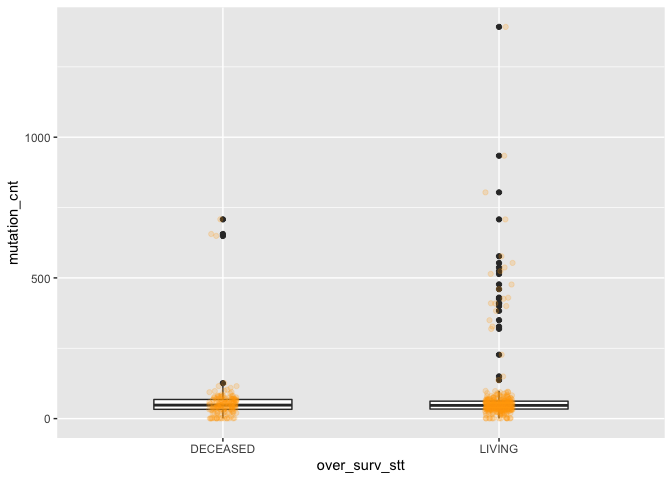 1000
500
0
mutation_cnt
DECEASED
LIVING
over_surv_stt